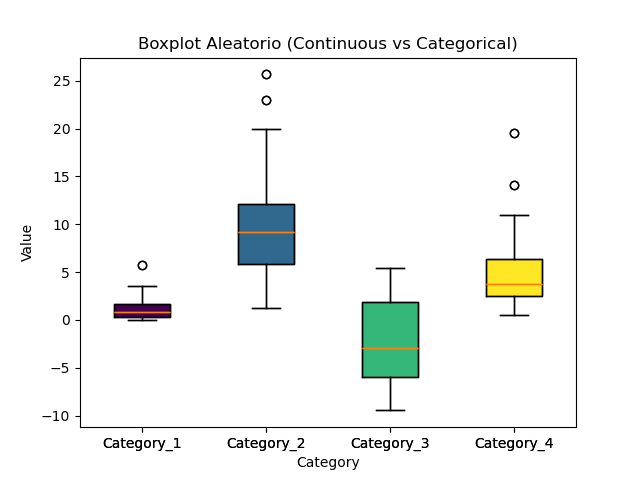 Boxplot Aleatorio (Continuous vs Categorical)
25
20
15
10
5
0
−5
−10
Value
Category_1 Category_2 Category_3 Category_4
Category